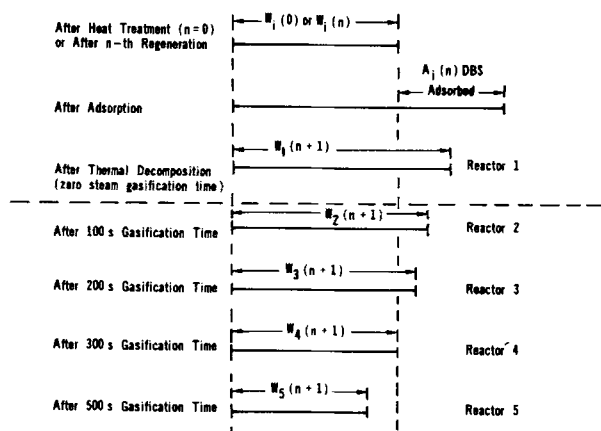 After Heat Treatment (n=0)
or After n-th Regeneration
W_i (0) or W_i (n)
A_i (n) DBS
Adsorbed
After Adsorption
W_1 (n+1)
After Thermal Decomposition
(zero steam gasification time)
Reactor 1
W_2 (n+1)
After 100 s Gasification Time
Reactor 2
W_3 (n+1)
After 200 s Gasification Time
Reactor 3
W_4 (n+1)
After 300 s Gasification Time
Reactor 4
W_5 (n+1)
After 500 s Gasification Time
Reactor 5